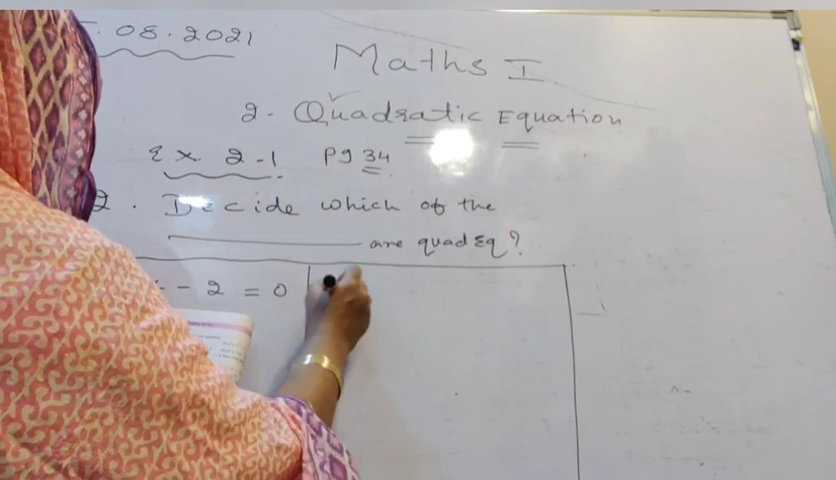 . 08 . 2021
Maths I
2. Quadratic Equation
Ex. 2-1 Pg 34
2. Decide which of the
are quad Eq?
- 2 = 0